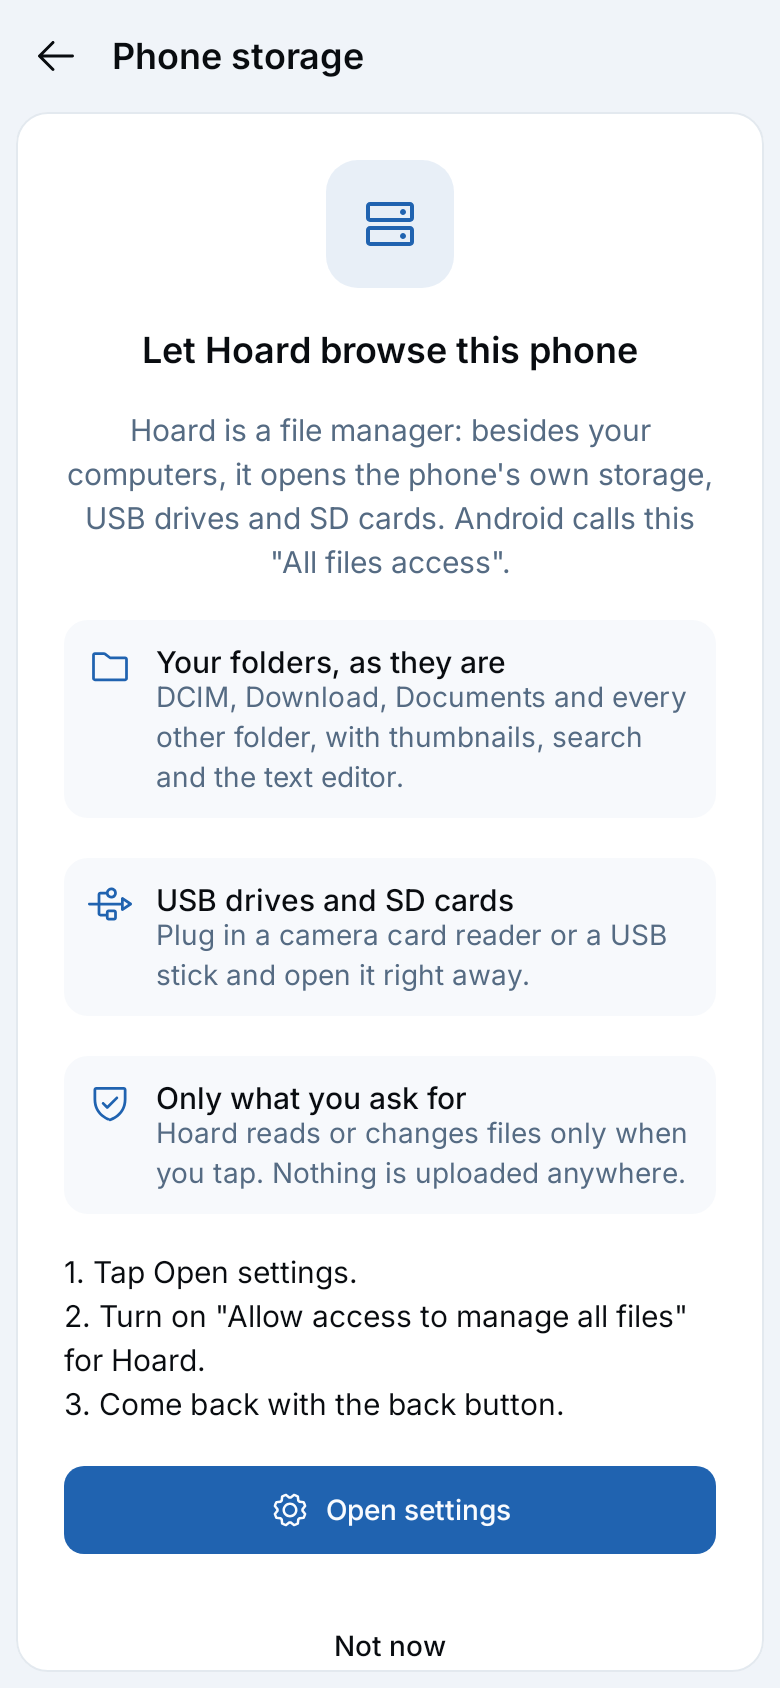 Phone storage
Let Hoard browse this phone
Hoard is a file manager: besides your
computers, it opens the phone's own storage,
USB drives and SD cards. Android calls this
"All files access".
Your folders, as they are
DCIM, Download, Documents and every
other folder, with thumbnails, search
and the text editor.
USB drives and SD cards
Plug in a camera card reader or a USB
stick and open it right away.
Only what you ask for
Hoard reads or changes files only when
you tap. Nothing is uploaded anywhere.
1. Tap Open settings.
2. Turn on "Allow access to manage all files"
for Hoard.
3. Come back with the back button.
Open settings
Not now